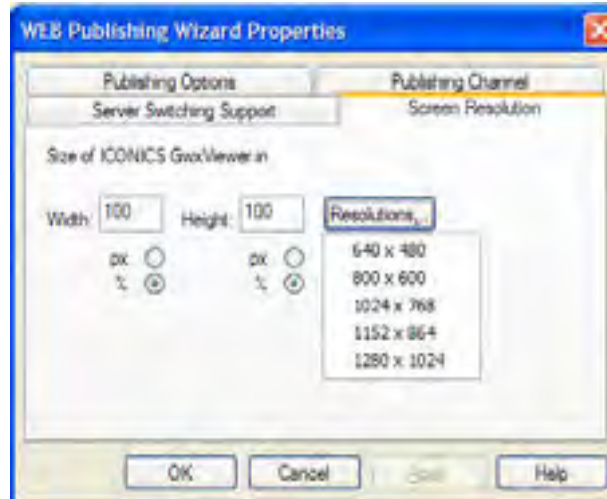 WEB Publishing Wizard Properties
Publishing Options Publishing Channel
Server Switching Support Screen Resolution
Size of ICONICS GwxViewer in
Width: 100 Height: 100 Resolutions...
px px
% %
640 x 480
800 x 600
1024 x 768
1152 x 864
1280 x 1024
OK Cancel Help